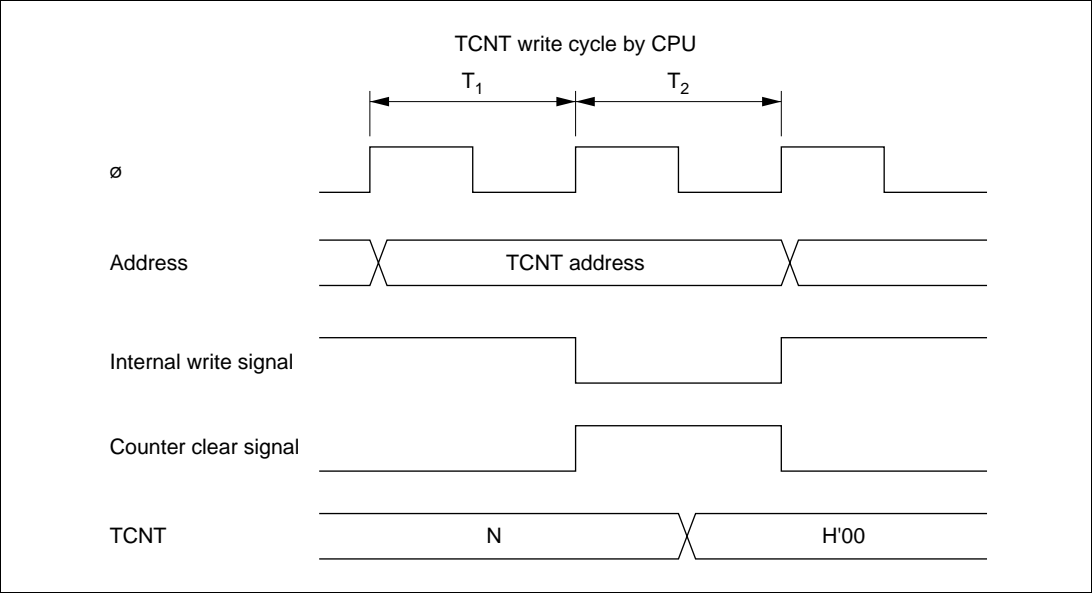 TCNT write cycle by CPU
T1 T2
ø
Address TCNT address
Internal write signal
Counter clear signal
TCNT N H'00